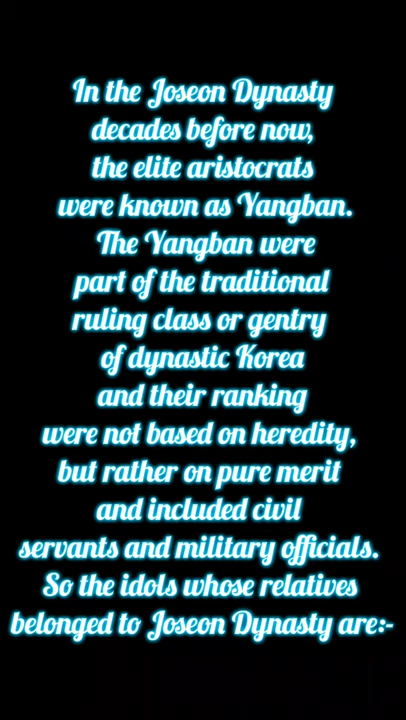 In the Joseon Dynasty
decades before now,
the elite aristocrats
were known as Yangban.
The Yangban were
part of the traditional
ruling class or gentry
of dynastic Korea
and their ranking
were not based on heredity,
but rather on pure merit
and included civil
servants and military officials.
So the idols whose relatives
belonged to Joseon Dynasty are:-